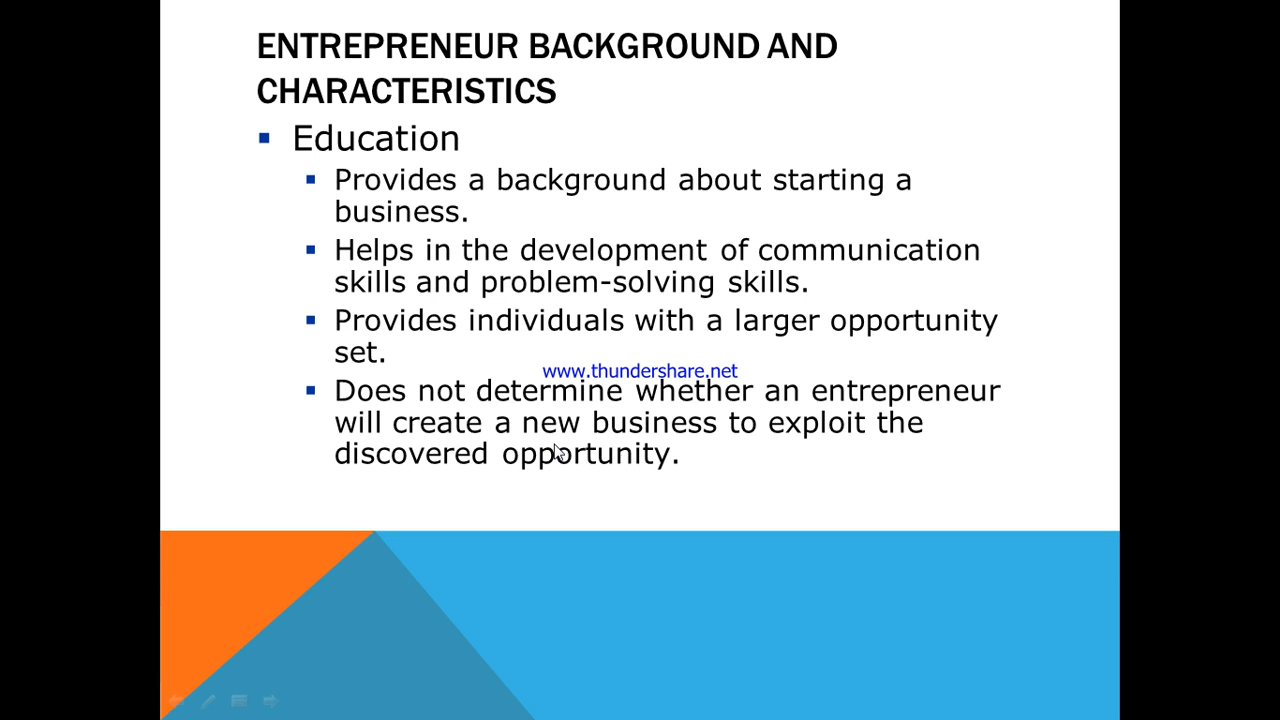 ENTREPRENEUR BACKGROUND AND
CHARACTERISTICS
Education
Provides a background about starting a
business.
Helps in the development of communication
skills and problem-solving skills.
Provides individuals with a larger opportunity
set.
www.thundershare.net
Does not determine whether an entrepreneur
will create a new business to exploit the
discovered opportunity.